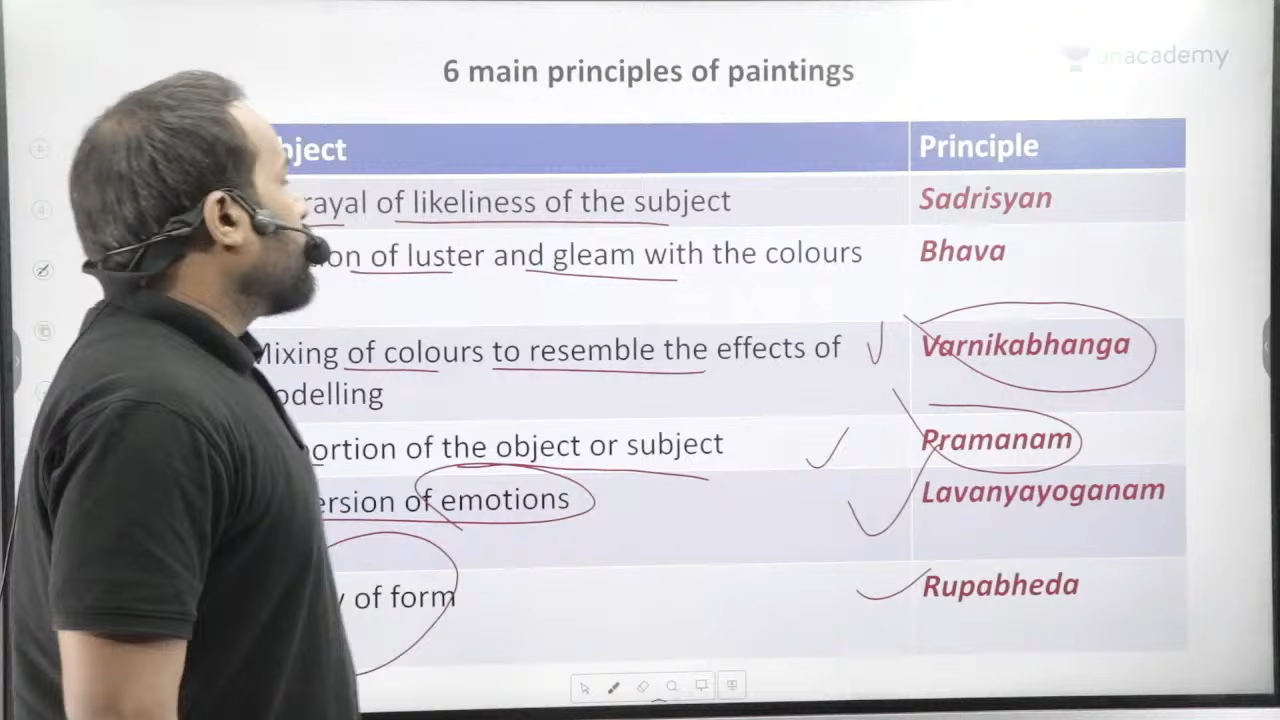 unacademy
6 main principles of paintings
bject Principle
rayal of likeliness of the subject Sadrisyan
on of luster and gleam with the colours Bhava
Mixing of colours to resemble the effects of Varnikabhanga
odelling
ortion of the object or subject Pramanam
ersion of emotions Lavanyayoganam
y of form Rupabheda